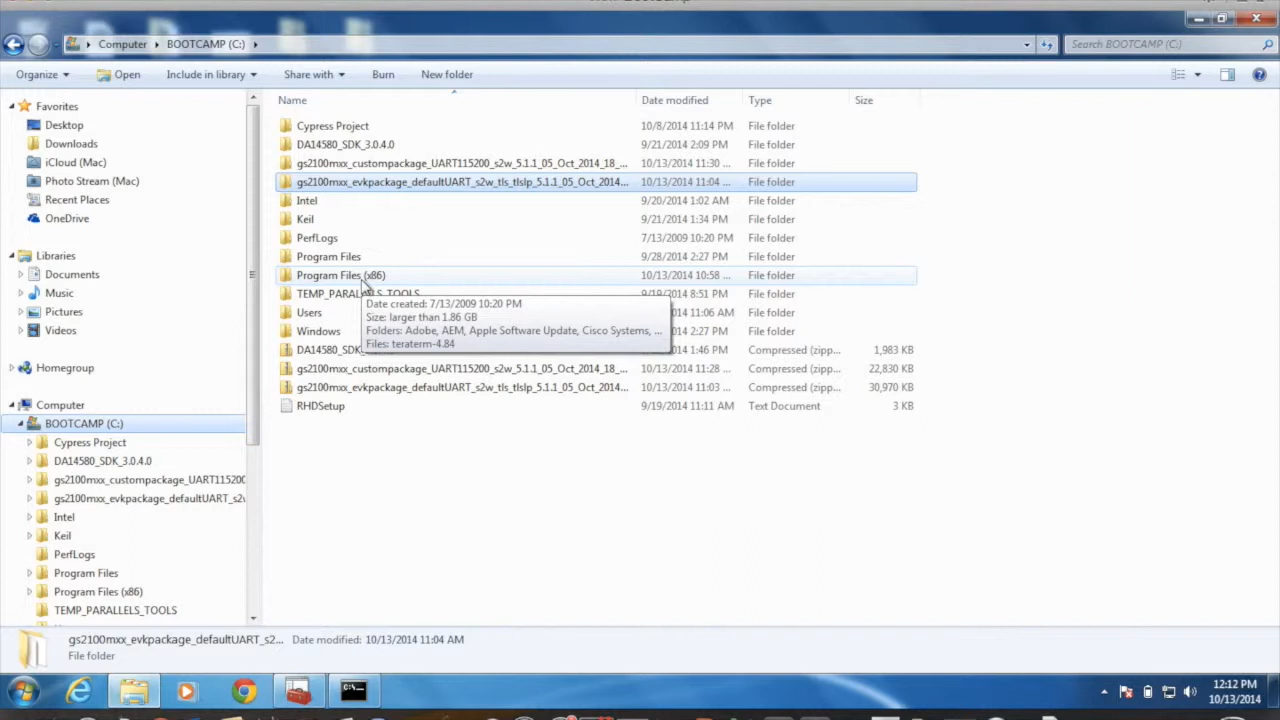 Computer BOOTCAMP (C:)
Search BOOTCAMP (C:)
Organize Open Include in library Share with Burn New folder
Name Date modified Type Size
Favorites
Desktop
Downloads
iCloud (Mac)
Photo Stream (Mac)
Recent Places
OneDrive
Libraries
Documents
Music
Pictures
Videos
Homegroup
Computer
BOOTCAMP (C:)
Cypress Project
DA14580_SDK_3.0.4.0
gs2100mxx_custompackage_UART115200
gs2100mxx_evkpackage_defaultUART_s2w
Intel
Keil
PerfLogs
Program Files
Program Files (x86)
TEMP_PARALLELS_TOOLS
Cypress Project 10/8/2014 11:14 PM File folder
DA14580_SDK_3.0.4.0 9/21/2014 2:09 PM File folder
gs2100mxx_custompackage_UART115200_s2w_5.1.1_05_Oct_2014_18_... 10/13/2014 11:30 ... File folder
gs2100mxx_evkpackage_defaultUART_s2w_tls_tlslp_5.1.1_05_Oct_2014... 10/13/2014 11:04 ... File folder
Intel 9/20/2014 1:02 AM File folder
Keil 9/21/2014 1:34 PM File folder
PerfLogs 7/13/2009 10:20 PM File folder
Program Files 9/28/2014 2:27 PM File folder
Program Files (x86) 10/13/2014 10:58 ... File folder
TEMP_PARALLELS_TOOLS 9/19/2014 8:51 PM File folder
Users 11:06 AM File folder
Windows 2:27 PM File folder
DA14580_SDK 1:46 PM Compressed (zipp... 1,983 KB
gs2100mxx_custompackage_UART115200_s2w_5.1.1_05_Oct_2014_18_... 10/13/2014 11:28 ... Compressed (zipp... 22,830 KB
gs2100mxx_evkpackage_defaultUART_s2w_tls_tlslp_5.1.1_05_Oct_2014... 10/13/2014 11:03 ... Compressed (zipp... 30,970 KB
RHDSetup 9/19/2014 11:11 AM Text Document 3 KB
Date created: 7/13/2009 10:20 PM
Size: larger than 1.86 GB
Folders: Adobe, AEM, Apple Software Update, Cisco Systems, ...
Files: teraterm-4.84
gs2100mxx_evkpackage_defaultUART_s2... Date modified: 10/13/2014 11:04 AM
File folder
C:\
12:12 PM
10/13/2014